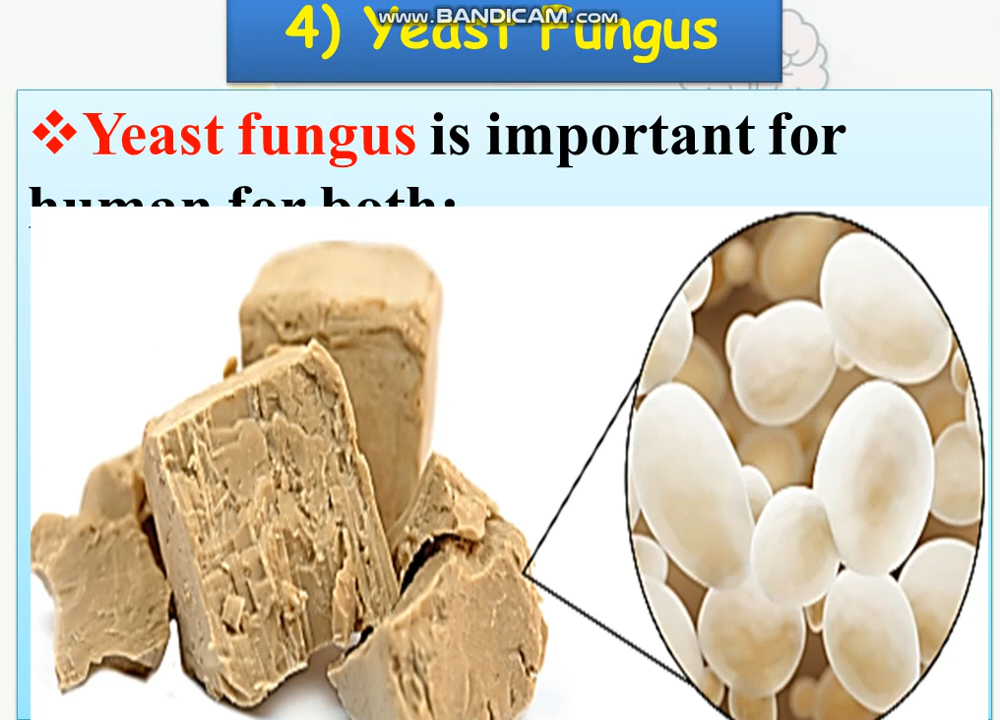 www.BANDICAM.com
4) Yeast Fungus
❖Yeast fungus is important for
human for both: